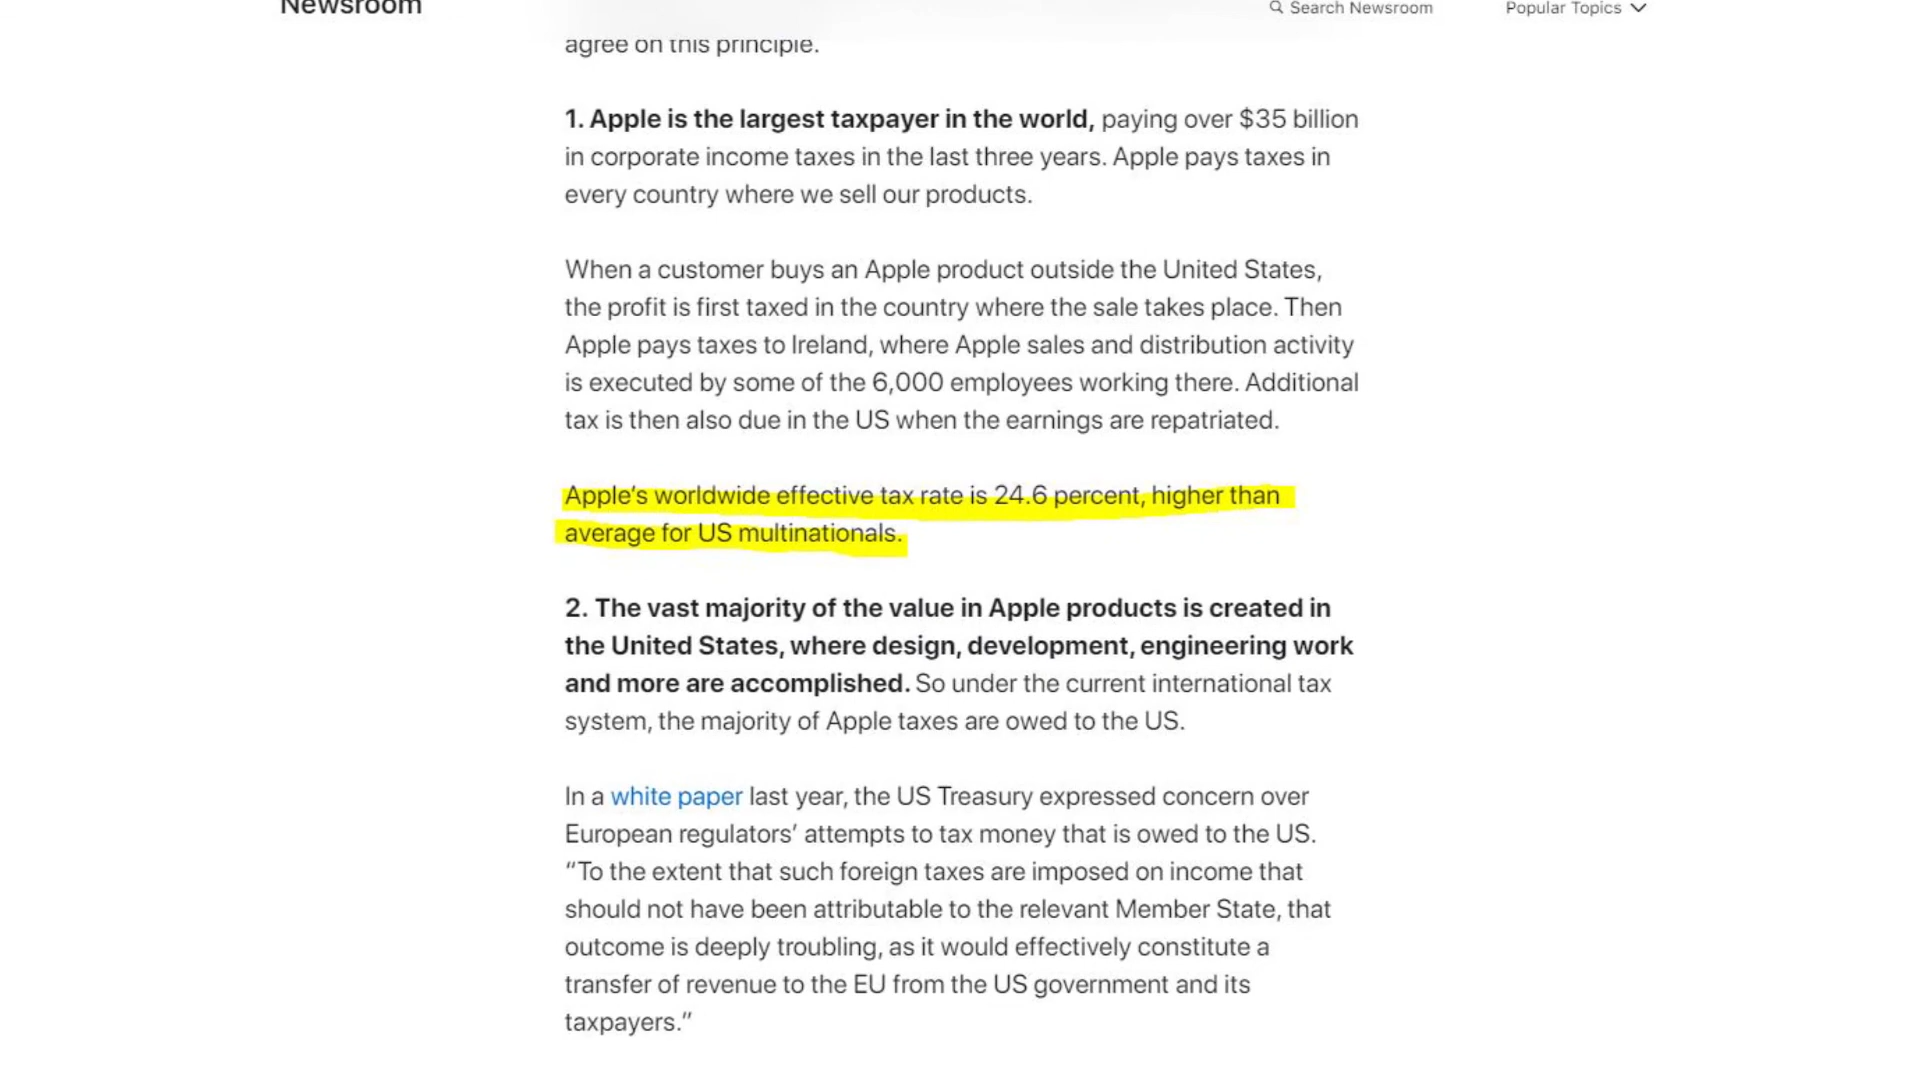 Newsroom
Search Newsroom
Popular Topics
agree on this principle.
1. Apple is the largest taxpayer in the world, paying over $35 billion
in corporate income taxes in the last three years. Apple pays taxes in
every country where we sell our products.
When a customer buys an Apple product outside the United States,
the profit is first taxed in the country where the sale takes place. Then
Apple pays taxes to Ireland, where Apple sales and distribution activity
is executed by some of the 6,000 employees working there. Additional
tax is then also due in the US when the earnings are repatriated.
Apple’s worldwide effective tax rate is 24.6 percent, higher than
average for US multinationals.
2. The vast majority of the value in Apple products is created in
the United States, where design, development, engineering work
and more are accomplished. So under the current international tax
system, the majority of Apple taxes are owed to the US.
In a white paper last year, the US Treasury expressed concern over
European regulators’ attempts to tax money that is owed to the US.
“To the extent that such foreign taxes are imposed on income that
should not have been attributable to the relevant Member State, that
outcome is deeply troubling, as it would effectively constitute a
transfer of revenue to the EU from the US government and its
taxpayers.”